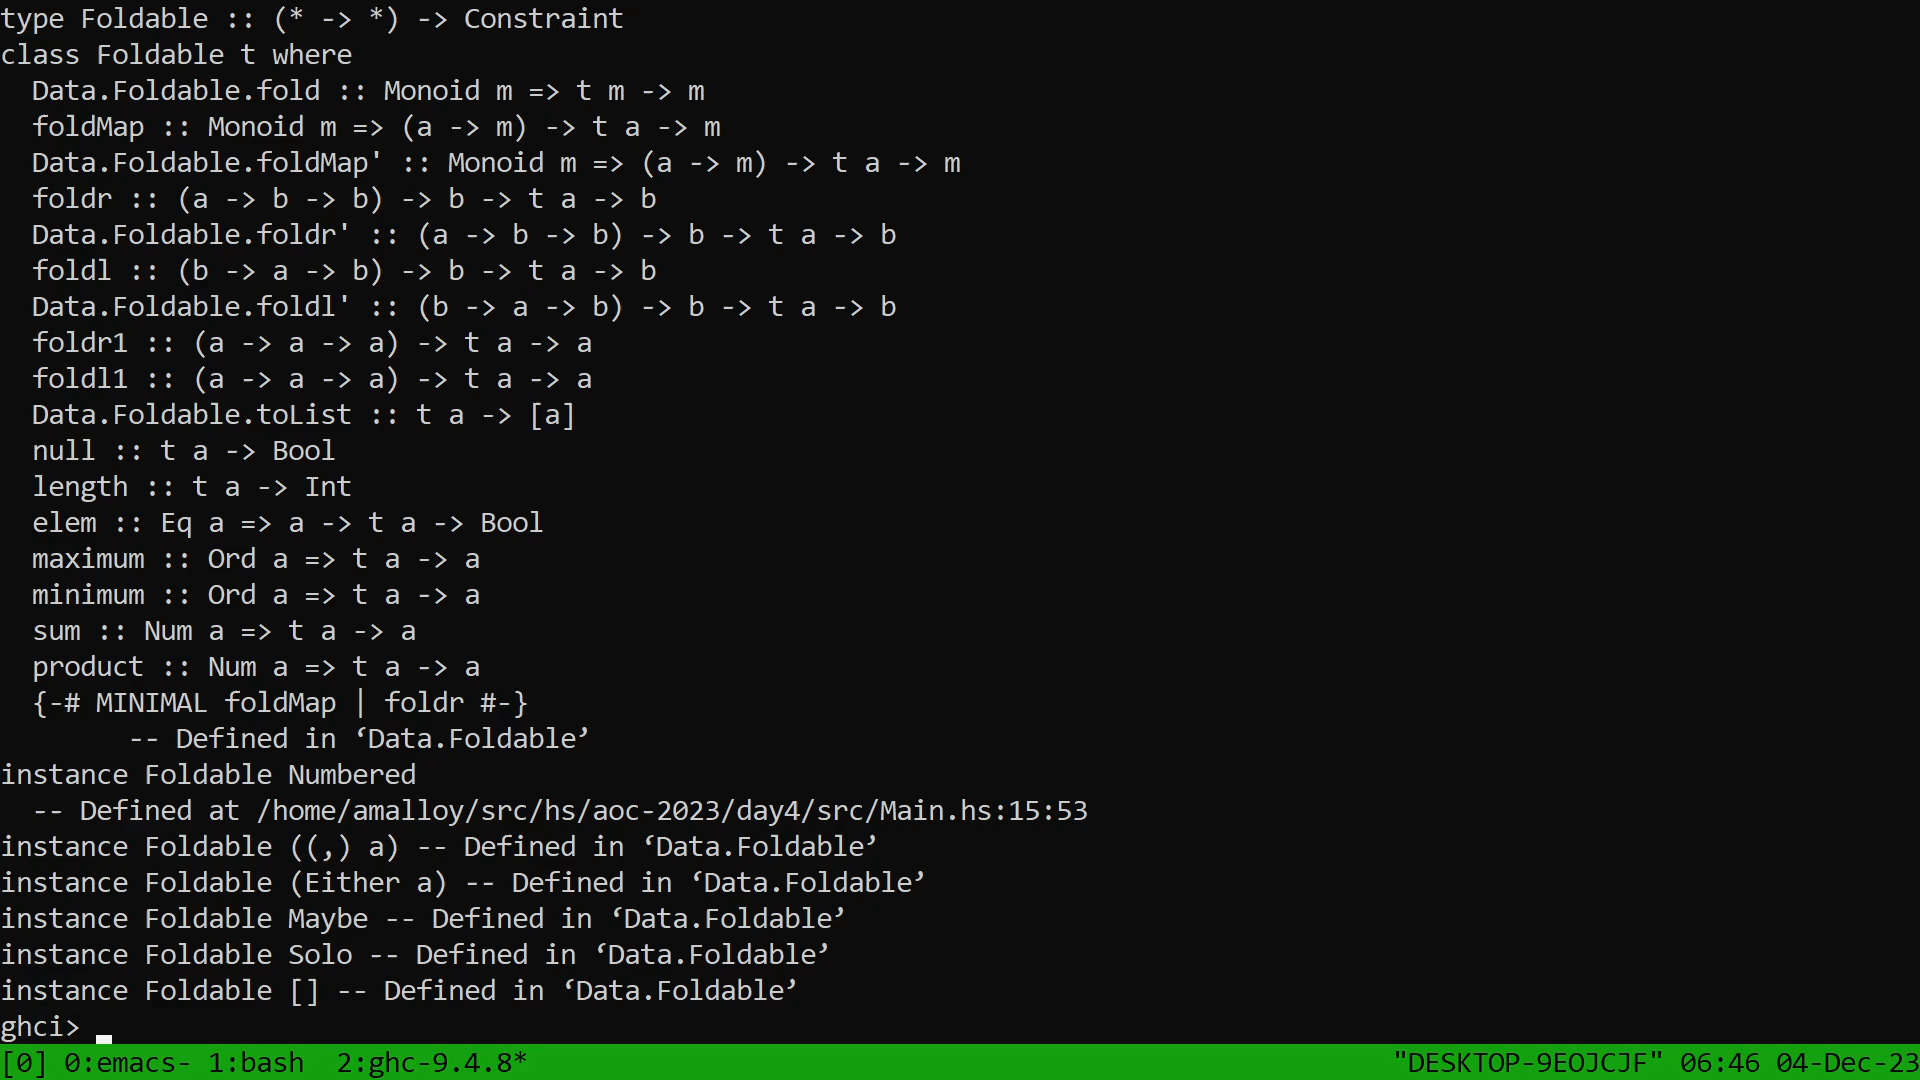 type Foldable :: (* -> *) -> Constraint
class Foldable t where
  Data.Foldable.fold :: Monoid m => t m -> m
  foldMap :: Monoid m => (a -> m) -> t a -> m
  Data.Foldable.foldMap' :: Monoid m => (a -> m) -> t a -> m
  foldr :: (a -> b -> b) -> b -> t a -> b
  Data.Foldable.foldr' :: (a -> b -> b) -> b -> t a -> b
  foldl :: (b -> a -> b) -> b -> t a -> b
  Data.Foldable.foldl' :: (b -> a -> b) -> b -> t a -> b
  foldr1 :: (a -> a -> a) -> t a -> a
  foldl1 :: (a -> a -> a) -> t a -> a
  Data.Foldable.toList :: t a -> [a]
  null :: t a -> Bool
  length :: t a -> Int
  elem :: Eq a => a -> t a -> Bool
  maximum :: Ord a => t a -> a
  minimum :: Ord a => t a -> a
  sum :: Num a => t a -> a
  product :: Num a => t a -> a
  {-# MINIMAL foldMap | foldr #-}
        -- Defined in ‘Data.Foldable’
instance Foldable Numbered
  -- Defined at /home/amalloy/src/hs/aoc-2023/day4/src/Main.hs:15:53
instance Foldable ((,) a) -- Defined in ‘Data.Foldable’
instance Foldable (Either a) -- Defined in ‘Data.Foldable’
instance Foldable Maybe -- Defined in ‘Data.Foldable’
instance Foldable Solo -- Defined in ‘Data.Foldable’
instance Foldable [] -- Defined in ‘Data.Foldable’
ghci>
[0] 0:emacs- 1:bash  2:ghc-9.4.8* "DESKTOP-9EOJCJF" 06:46 04-Dec-23